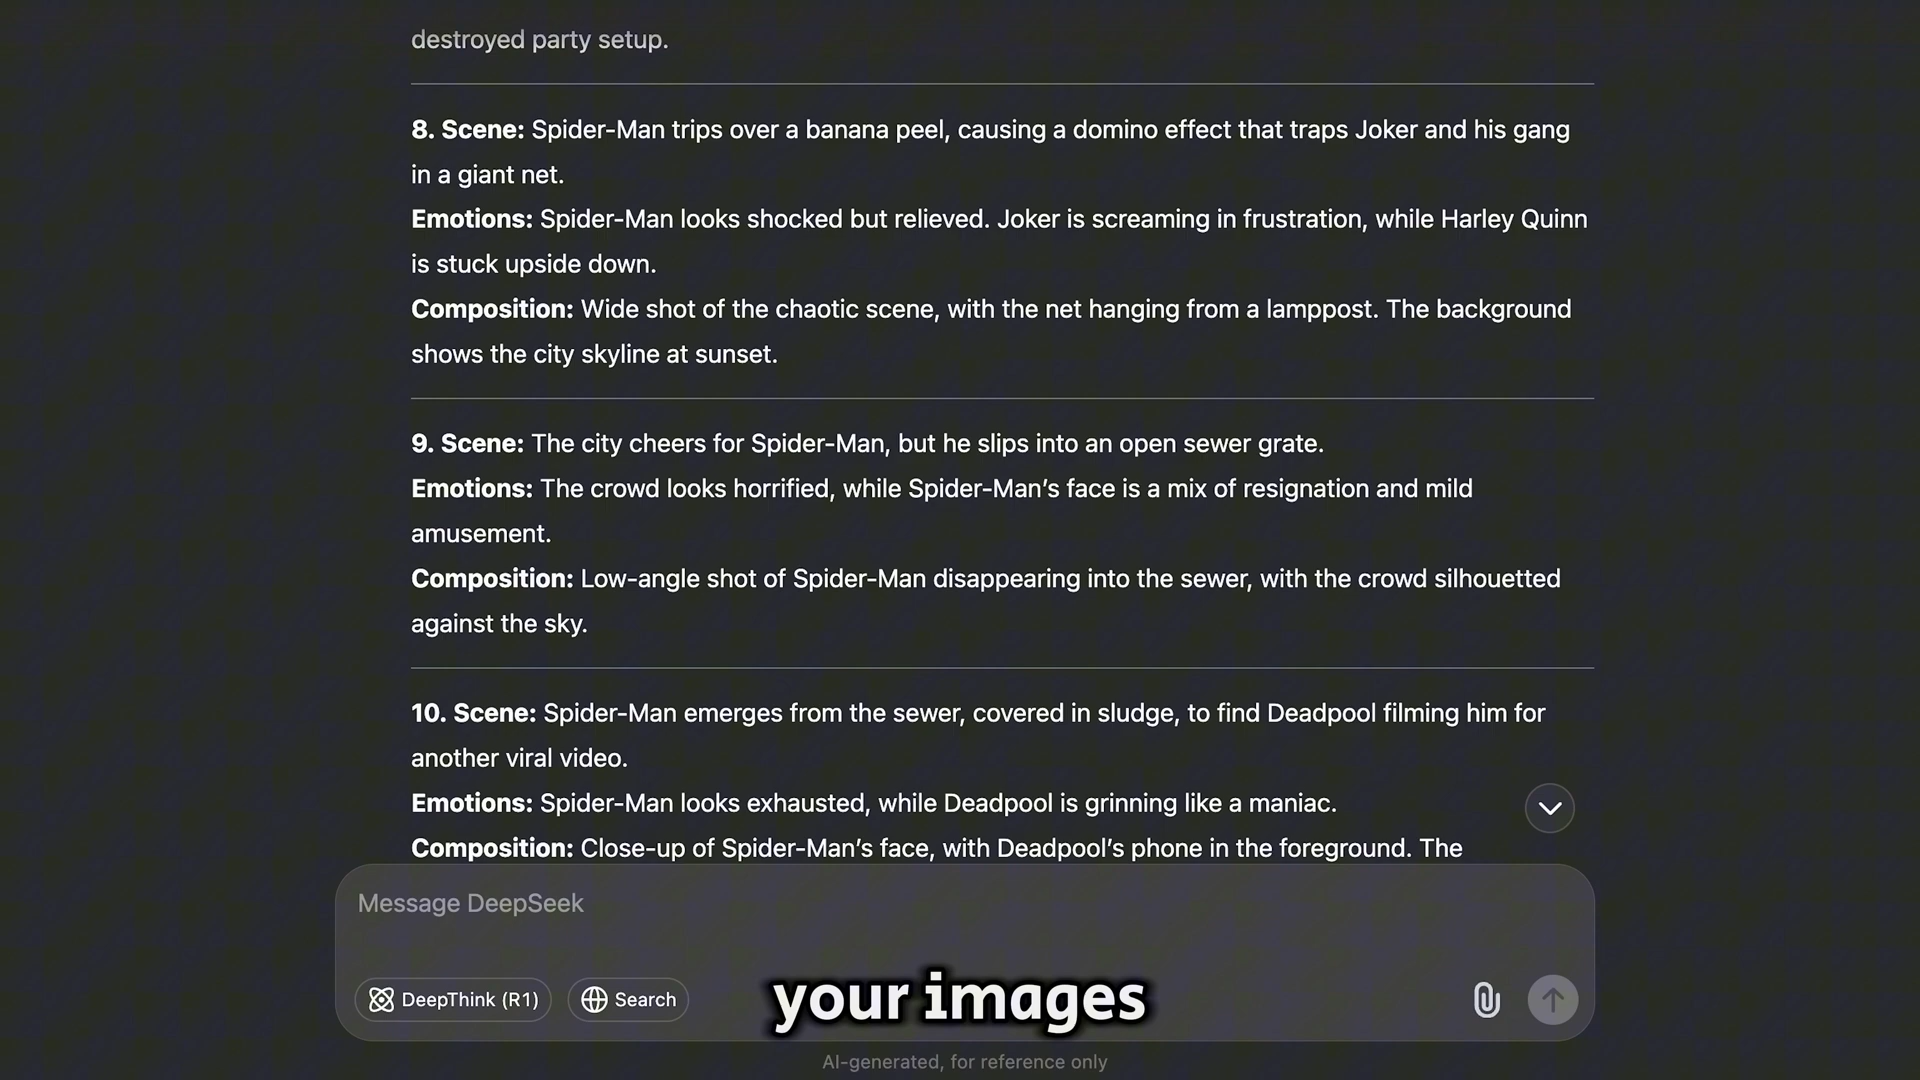 destroyed party setup.
8. Scene: Spider-Man trips over a banana peel, causing a domino effect that traps Joker and his gang
in a giant net.
Emotions: Spider-Man looks shocked but relieved. Joker is screaming in frustration, while Harley Quinn
is stuck upside down.
Composition: Wide shot of the chaotic scene, with the net hanging from a lamppost. The background
shows the city skyline at sunset.
9. Scene: The city cheers for Spider-Man, but he slips into an open sewer grate.
Emotions: The crowd looks horrified, while Spider-Man’s face is a mix of resignation and mild
amusement.
Composition: Low-angle shot of Spider-Man disappearing into the sewer, with the crowd silhouetted
against the sky.
10. Scene: Spider-Man emerges from the sewer, covered in sludge, to find Deadpool filming him for
another viral video.
Emotions: Spider-Man looks exhausted, while Deadpool is grinning like a maniac.
Composition: Close-up of Spider-Man’s face, with Deadpool’s phone in the foreground. The
Message DeepSeek
DeepThink (R1) Search
your images
AI-generated, for reference only